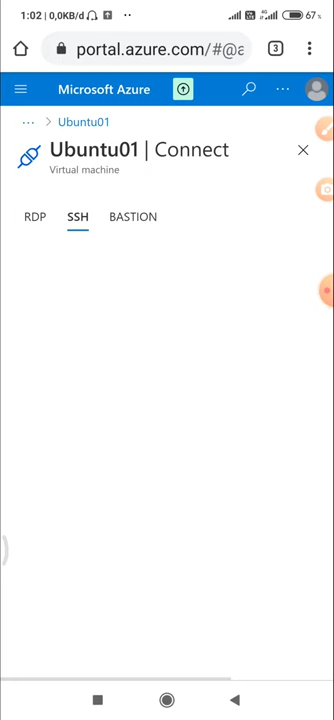 1:02 | 0,0KB/d
67%
portal.azure.com/#@a
3
Microsoft Azure
... > Ubuntu01
Ubuntu01 | Connect
Virtual machine
RDP SSH BASTION